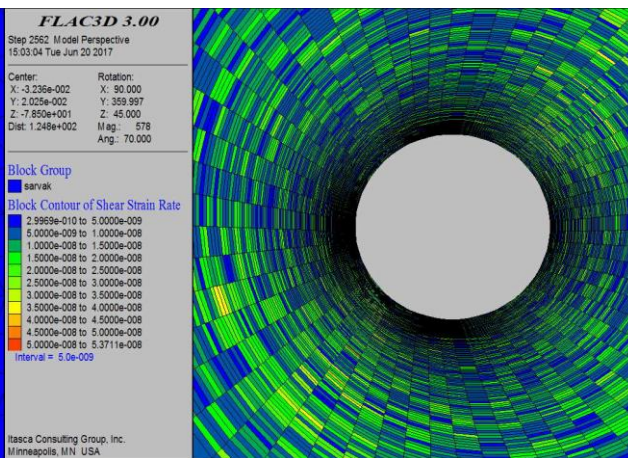 FLAC3D 3.00
Step 2562 Model Perspective
15:03:04 Tue Jun 20 2017
Center:
X: -3.236e-002
Y: 2.025e-002
Z: -7.850e+001
Dist: 1.248e+002
Rotation:
X: 90.000
Y: 359.997
Z: 45.000
Mag.: 578
Ang.: 70.000
Block Group
sarvak
Block Contour of Shear Strain Rate
2.9969e-010 to 5.0000e-009
5.0000e-009 to 1.0000e-008
1.0000e-008 to 1.5000e-008
1.5000e-008 to 2.0000e-008
2.0000e-008 to 2.5000e-008
2.5000e-008 to 3.0000e-008
3.0000e-008 to 3.5000e-008
3.5000e-008 to 4.0000e-008
4.0000e-008 to 4.5000e-008
4.5000e-008 to 5.0000e-008
5.0000e-008 to 5.3711e-008
Interval = 5.0e-009
Itasca Consulting Group, Inc.
Minneapolis, MN USA